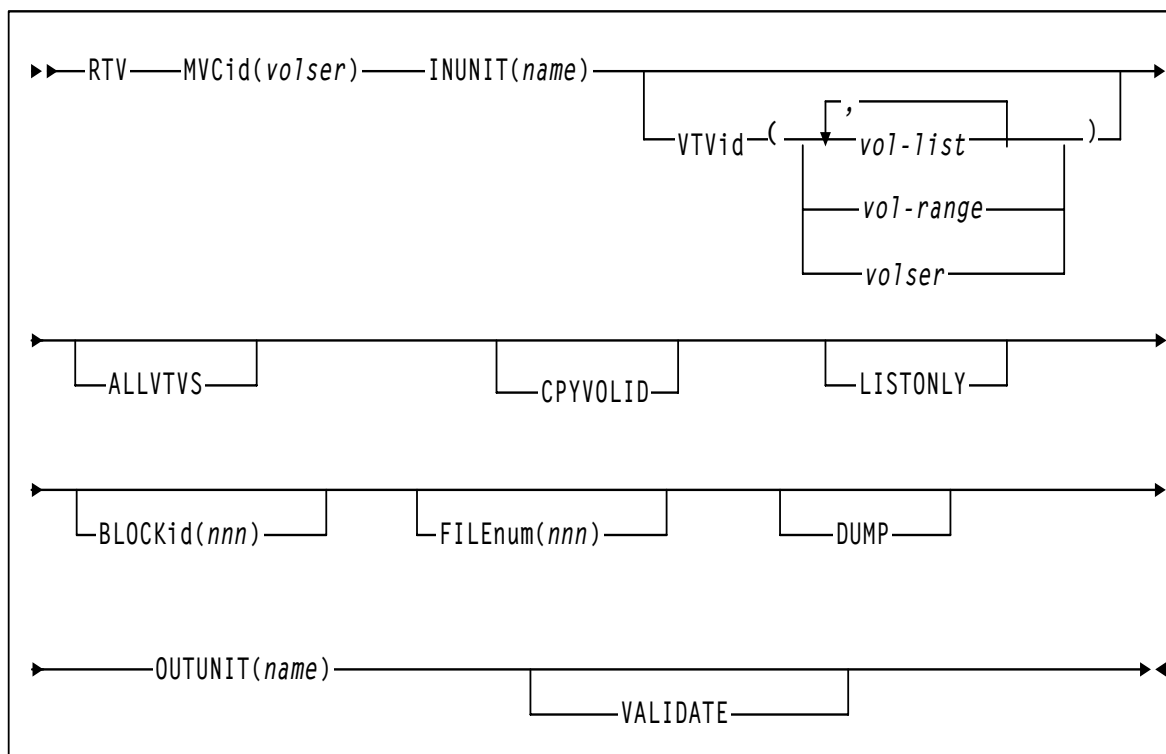 RTV MVCid(volser) INUNIT(name)
,
VTVid ( vol-list )
vol-range
volser
ALLVTVS CPYVOLID LISTONLY
BLOCKid(nnn) FILEnum(nnn) DUMP
OUTUNIT(name)
VALIDATE